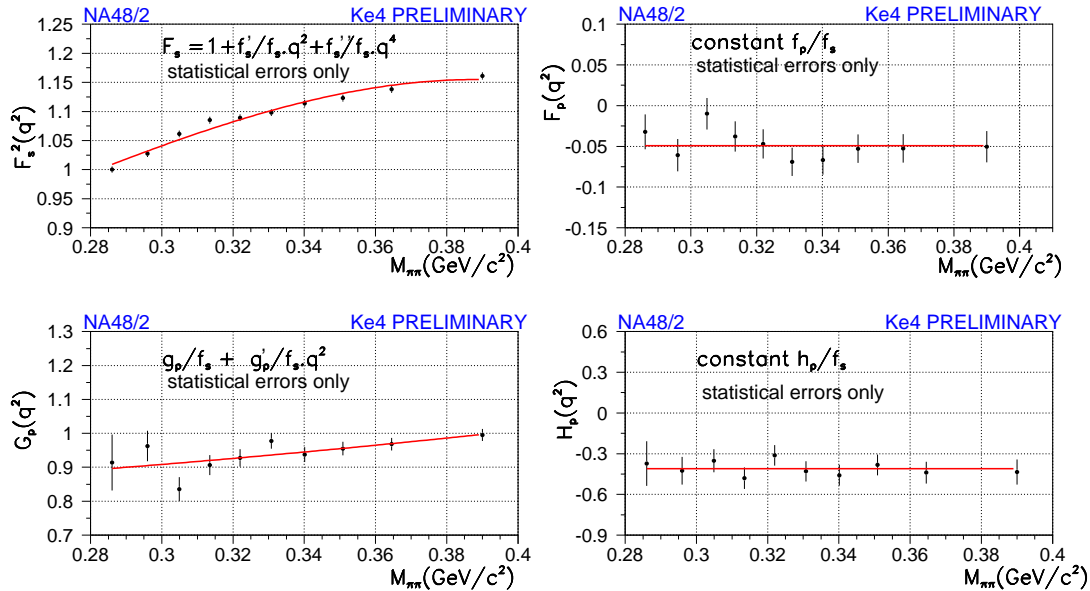 NA48/2 Ke4 PRELIMINARY
F_s = 1+f_s'/f_s.q^2+f_s''/f_s.q^4
statistical errors only
F_s^2(q^2)
1.25
1.2
1.15
1.1
1.05
1
0.95
0.9
0.28 0.3 0.32 0.34 0.36 0.38 0.4
M_ππ(GeV/c^2)
NA48/2 Ke4 PRELIMINARY
constant f_p/f_s
statistical errors only
F_p(q^2)
0.1
0.05
0
-0.05
-0.1
-0.15
0.28 0.3 0.32 0.34 0.36 0.38 0.4
M_ππ(GeV/c^2)
NA48/2 Ke4 PRELIMINARY
g_p/f_s + g_p'/f_s.q^2
statistical errors only
G_p(q^2)
1.3
1.2
1.1
1
0.9
0.8
0.7
0.28 0.3 0.32 0.34 0.36 0.38 0.4
M_ππ(GeV/c^2)
NA48/2 Ke4 PRELIMINARY
constant h_p/f_s
statistical errors only
H_p(q^2)
0.6
0.3
0
-0.3
-0.6
-0.9
0.28 0.3 0.32 0.34 0.36 0.38 0.4
M_ππ(GeV/c^2)